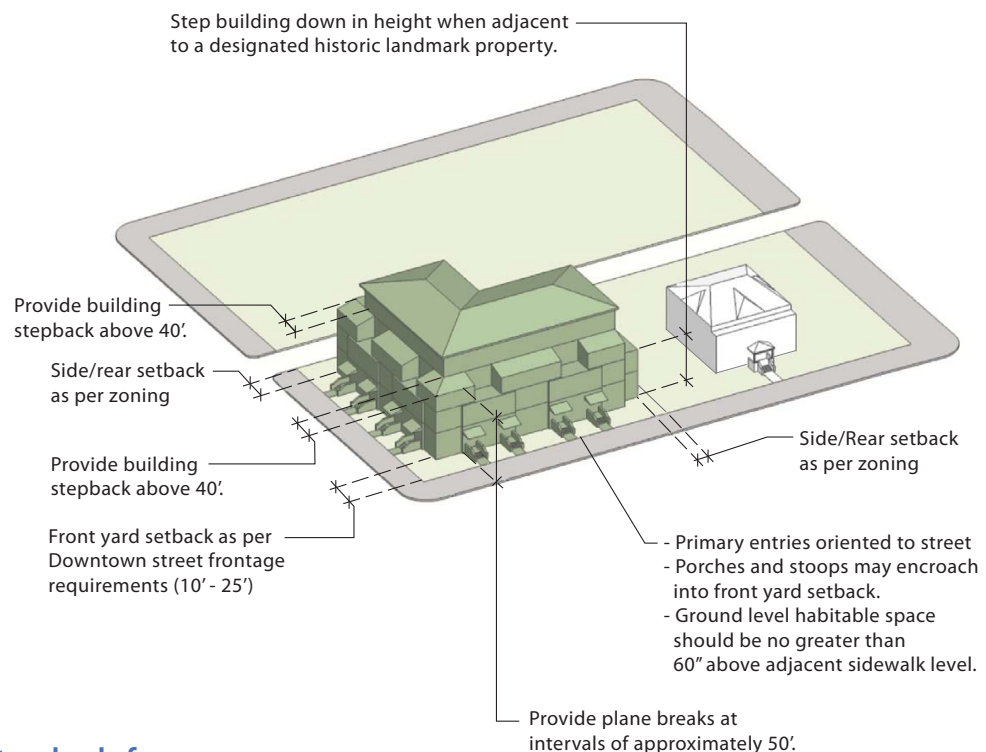 Step building down in height when adjacent
to a designated historic landmark property.
Provide building
stepback above 40’.
Side/rear setback
as per zoning
Provide building
stepback above 40’.
Front yard setback as per
Downtown street frontage
requirements (10’ - 25’)
Side/Rear setback
as per zoning
- Primary entries oriented to street
- Porches and stoops may encroach
into front yard setback.
- Ground level habitable space
should be no greater than
60” above adjacent sidewalk level.
Provide plane breaks at
intervals of approximately 50’.